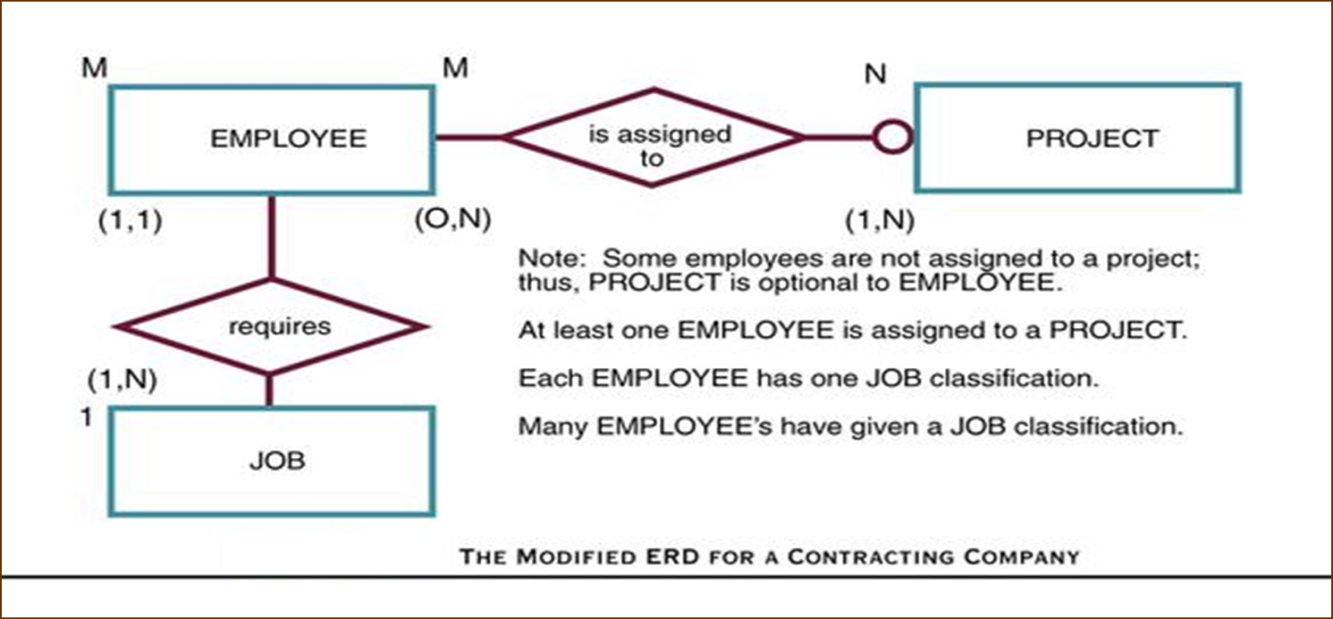 M
M
N
EMPLOYEE
is assigned
to
PROJECT
(1,1)
(O,N)
(1,N)
Note: Some employees are not assigned to a project;
thus, PROJECT is optional to EMPLOYEE.
requires
At least one EMPLOYEE is assigned to a PROJECT.
(1,N)
Each EMPLOYEE has one JOB classification.
1
Many EMPLOYEE's have given a JOB classification.
JOB
THE MODIFIED ERD FOR A CONTRACTING COMPANY